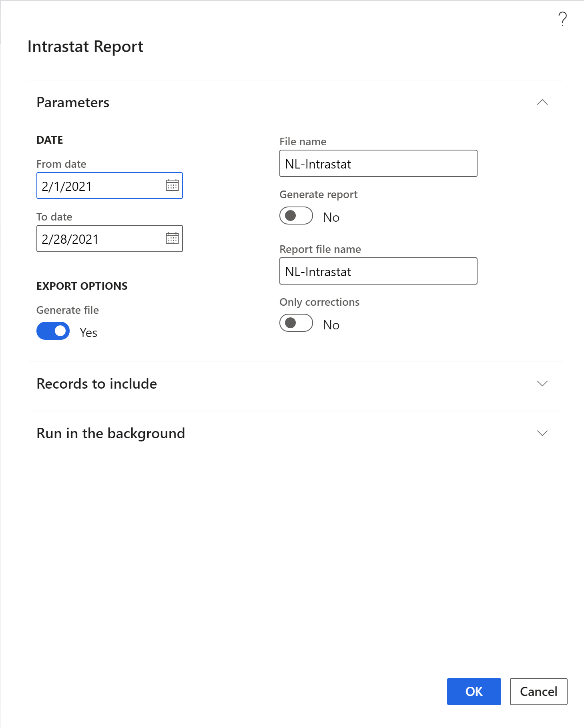 ?
Intrastat Report
Parameters
DATE
From date
2/1/2021
To date
2/28/2021
EXPORT OPTIONS
Generate file
Yes
File name
NL-Intrastat
Generate report
No
Report file name
NL-Intrastat
Only corrections
No
Records to include
Run in the background
OK
Cancel